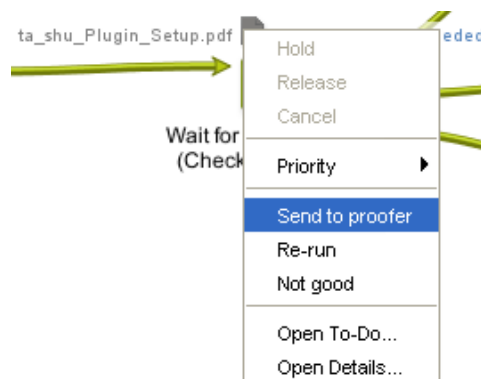 ta_shu_Plugin_Setup.pdf
Hold
Release
Cancel
Wait for
(Check
Priority
Send to proofer
Re-run
Not good
Open To-Do...
Open Details...